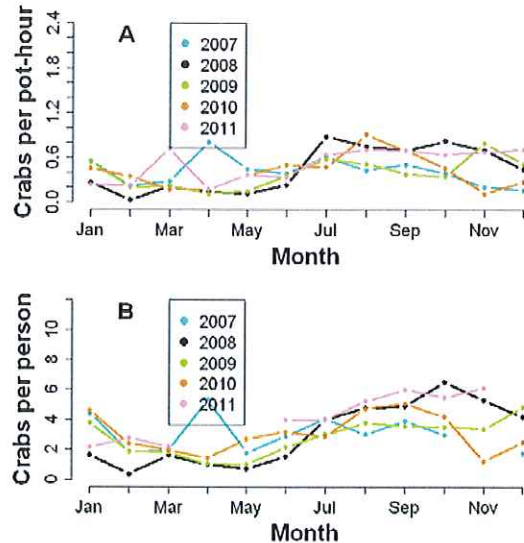 A
2007
2008
2009
2010
2011
Crabs per pot-hour
0.0 0.6 1.2 1.8 2.4
Jan Mar May Jul Sep Nov
Month
B
2007
2008
2009
2010
2011
Crabs per person
0 2 4 6 8 10
Jan Mar May Jul Sep Nov
Month